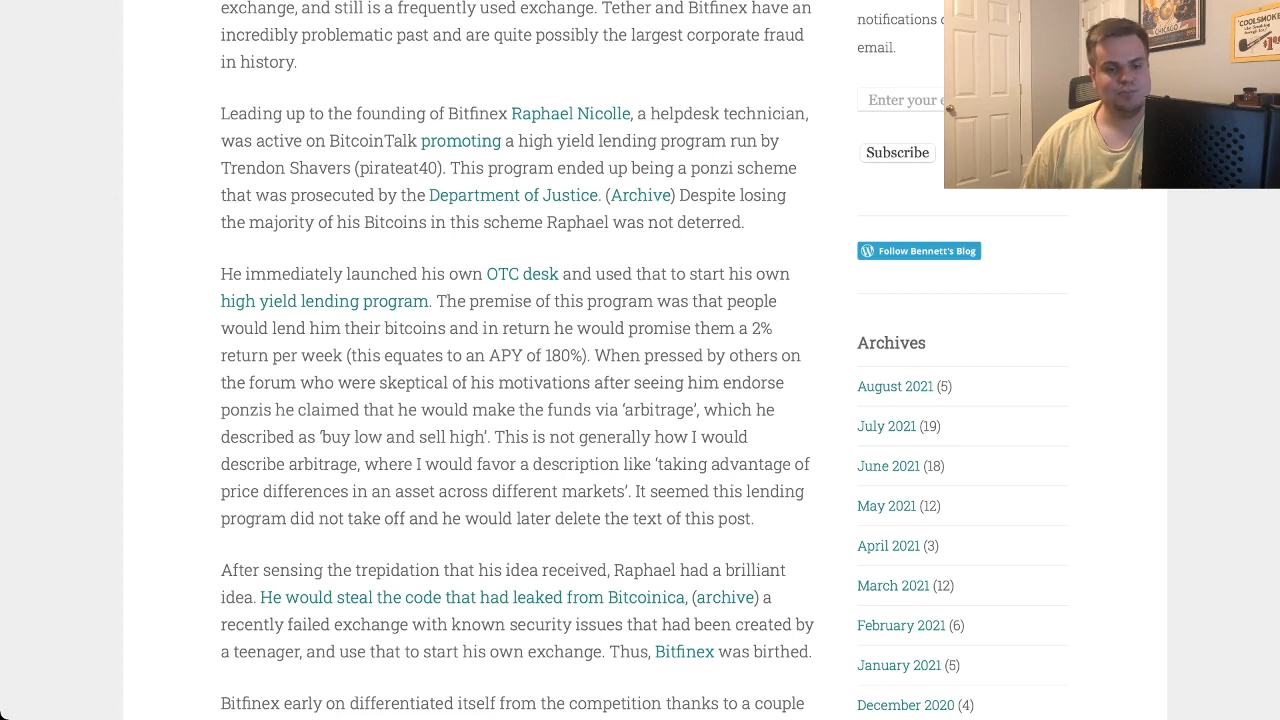 exchange, and still is a frequently used exchange. Tether and Bitfinex have an
incredibly problematic past and are quite possibly the largest corporate fraud
in history.
Leading up to the founding of Bitfinex Raphael Nicolle, a helpdesk technician,
was active on BitcoinTalk promoting a high yield lending program run by
Trendon Shavers (pirateat40). This program ended up being a ponzi scheme
that was prosecuted by the Department of Justice. (Archive) Despite losing
the majority of his Bitcoins in this scheme Raphael was not deterred.
He immediately launched his own OTC desk and used that to start his own
high yield lending program. The premise of this program was that people
would lend him their bitcoins and in return he would promise them a 2%
return per week (this equates to an APY of 180%). When pressed by others on
the forum who were skeptical of his motivations after seeing him endorse
ponzis he claimed that he would make the funds via ‘arbitrage’, which he
described as ‘buy low and sell high’. This is not generally how I would
describe arbitrage, where I would favor a description like ‘taking advantage of
price differences in an asset across different markets’. It seemed this lending
program did not take off and he would later delete the text of this post.
After sensing the trepidation that his idea received, Raphael had a brilliant
idea. He would steal the code that had leaked from Bitcoinica, (archive) a
recently failed exchange with known security issues that had been created by
a teenager, and use that to start his own exchange. Thus, Bitfinex was birthed.
Bitfinex early on differentiated itself from the competition thanks to a couple
notifications
email.
Enter your
Subscribe
Follow Bennett's Blog
Archives
August 2021 (5)
July 2021 (19)
June 2021 (18)
May 2021 (12)
April 2021 (3)
March 2021 (12)
February 2021 (6)
January 2021 (5)
December 2020 (4)
CHICAGO
"COOLSMOKE"